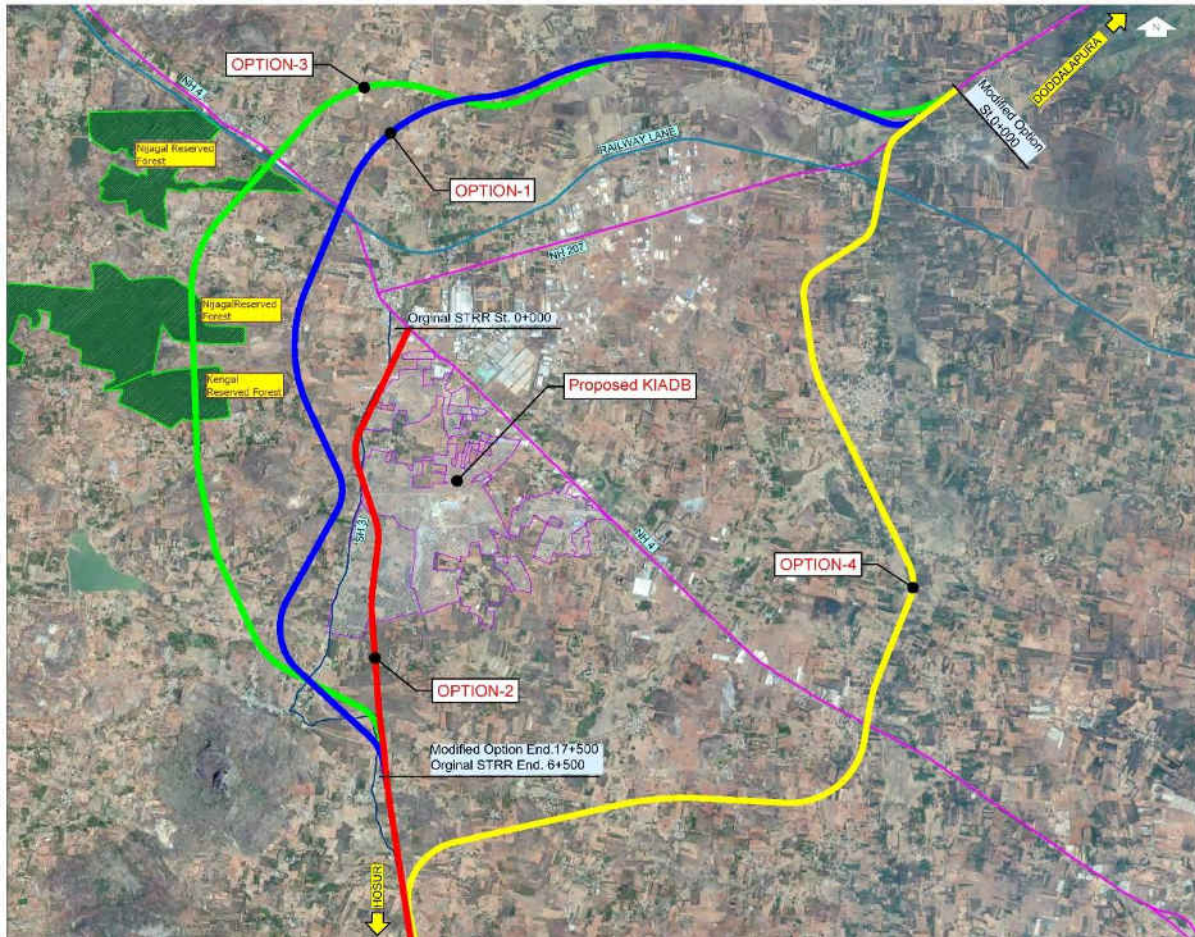 OPTION-3
NH 4
DODDALAPURA
N
Modified Option
St.0+000
Nijagal Reserved
Forest
RAILWAY LANE
OPTION-1
NH 207
NijagalReserved
Forest
Orginal STRR St. 0+000
Kengal
Reserved Forest
Proposed KIADB
SH 3
NH 4
OPTION-4
OPTION-2
Modified Option End.17+500
Orginal STRR End. 6+500
HOSUR